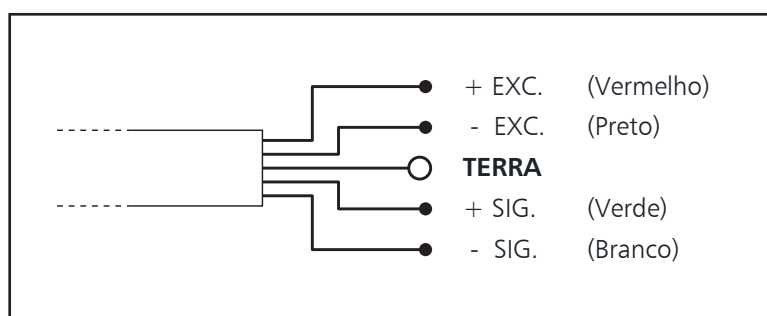 + EXC. (Vermelho)
- EXC. (Preto)
TERRA
+ SIG. (Verde)
- SIG. (Branco)